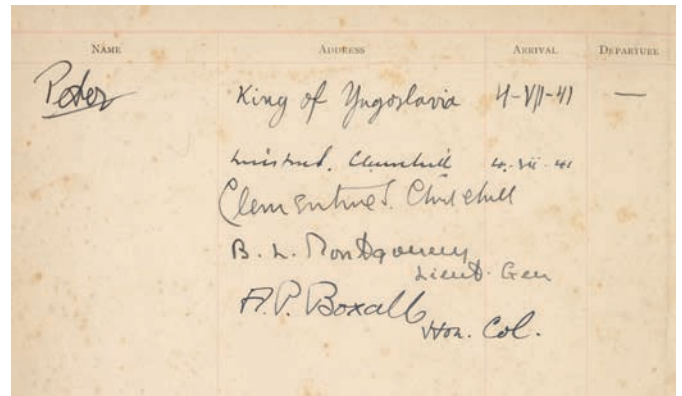 NAME ADDRESS ARRIVAL DEPARTURE
Peter King of Yugoslavia 4-VII-41 —
Winston S. Churchill 4.vii.41
Clementine S. Churchill
B. L. Montgomery
Lieut. Gen
A.P. Boxall
Hon. Col.